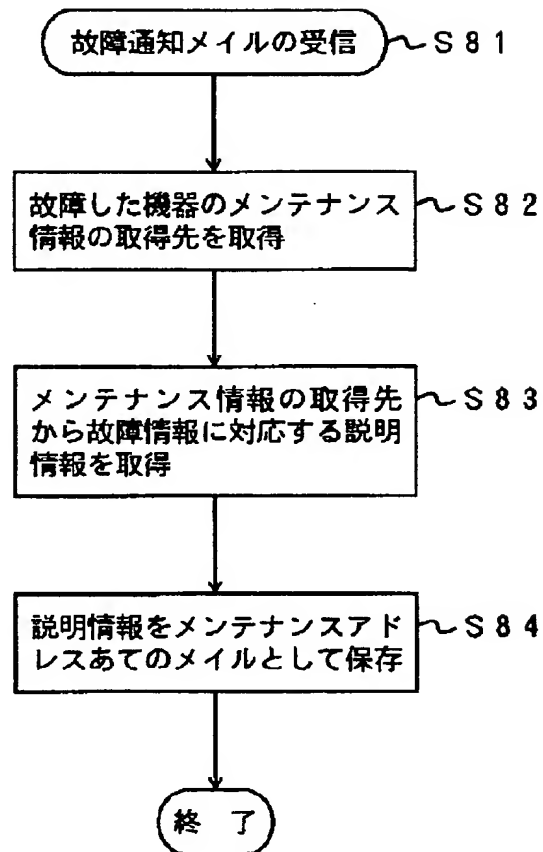 故障通知メイルの受信 S81
故障した機器のメンテナンス S82
情報の取得先を取得
メンテナンス情報の取得先 S83
から故障情報に対応する説明
情報を取得
説明情報をメンテナンスアド S84
レスあてのメイルとして保存
終 了